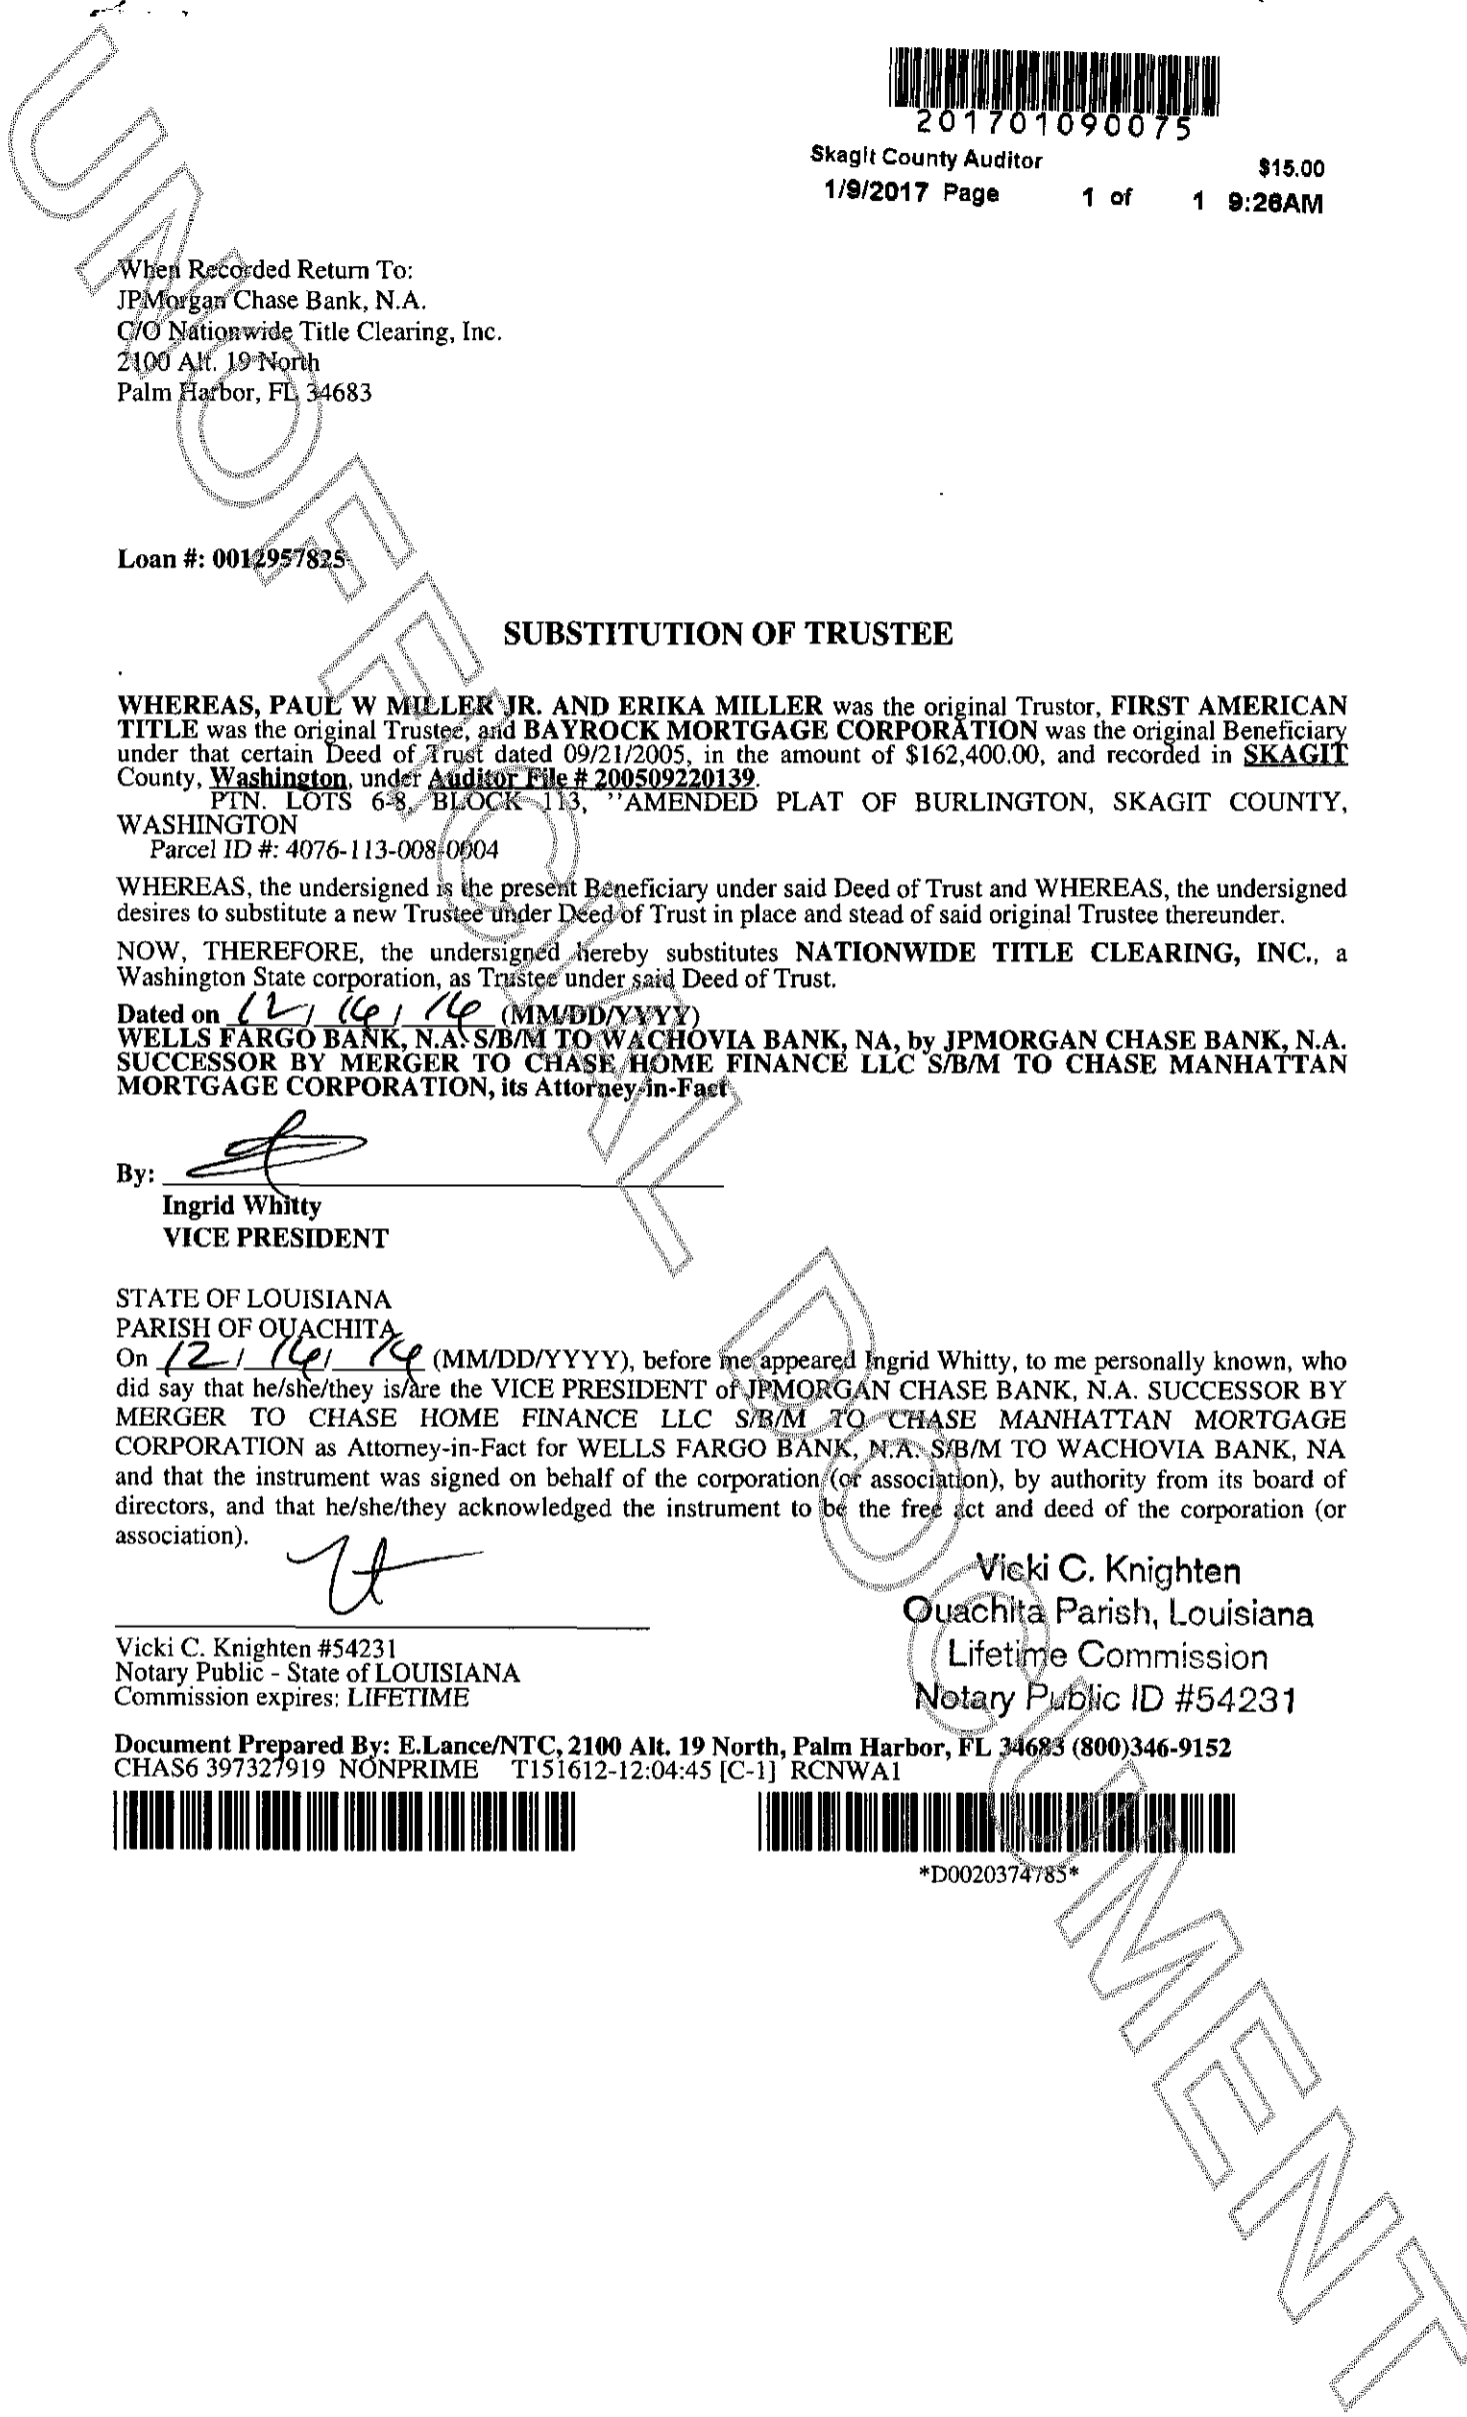 201701090075
Skagit County Auditor $15.00
1/9/2017 Page 1 of 1 9:26AM
When Recorded Return To:
JPMorgan Chase Bank, N.A.
C/O Nationwide Title Clearing, Inc.
2100 Alt. 19 North
Palm Harbor, FL 34683
Loan #: 0012957825
SUBSTITUTION OF TRUSTEE
WHEREAS, PAUL W MILLER JR. AND ERIKA MILLER was the original Trustor, FIRST AMERICAN
TITLE was the original Trustee, and BAYROCK MORTGAGE CORPORATION was the original Beneficiary
under that certain Deed of Trust dated 09/21/2005, in the amount of $162,400.00, and recorded in SKAGIT
County, Washington, under Auditor File # 200509220139.
PTN. LOTS 6-8, BLOCK 113, ''AMENDED PLAT OF BURLINGTON, SKAGIT COUNTY,
WASHINGTON
Parcel ID #: 4076-113-008-0004
WHEREAS, the undersigned is the present Beneficiary under said Deed of Trust and WHEREAS, the undersigned
desires to substitute a new Trustee under Deed of Trust in place and stead of said original Trustee thereunder.
NOW, THEREFORE, the undersigned hereby substitutes NATIONWIDE TITLE CLEARING, INC., a
Washington State corporation, as Trustee under said Deed of Trust.
Dated on 12/ 16/ 16 (MM/DD/YYYY)
WELLS FARGO BANK, N.A. S/B/M TO WACHOVIA BANK, NA, by JPMORGAN CHASE BANK, N.A.
SUCCESSOR BY MERGER TO CHASE HOME FINANCE LLC S/B/M TO CHASE MANHATTAN
MORTGAGE CORPORATION, its Attorney-in-Fact
By:
Ingrid Whitty
VICE PRESIDENT
STATE OF LOUISIANA
PARISH OF OUACHITA
On 12/ 16/ 16 (MM/DD/YYYY), before me appeared Ingrid Whitty, to me personally known, who
did say that he/she/they is/are the VICE PRESIDENT of JPMORGAN CHASE BANK, N.A. SUCCESSOR BY
MERGER TO CHASE HOME FINANCE LLC S/B/M TO CHASE MANHATTAN MORTGAGE
CORPORATION as Attorney-in-Fact for WELLS FARGO BANK, N.A. S/B/M TO WACHOVIA BANK, NA
and that the instrument was signed on behalf of the corporation (or association), by authority from its board of
directors, and that he/she/they acknowledged the instrument to be the free act and deed of the corporation (or
association).
Vicki C. Knighten #54231
Notary Public - State of LOUISIANA
Commission expires: LIFETIME
Vicki C. Knighten
Ouachita Parish, Louisiana
Lifetime Commission
Notary Public ID #54231
Document Prepared By: E.Lance/NTC, 2100 Alt. 19 North, Palm Harbor, FL 34683 (800)346-9152
CHAS6 397327919 NONPRIME T151612-12:04:45 [C-1] RCNWA1
*D0020374785*
UNOFFICIAL DOCUMENT